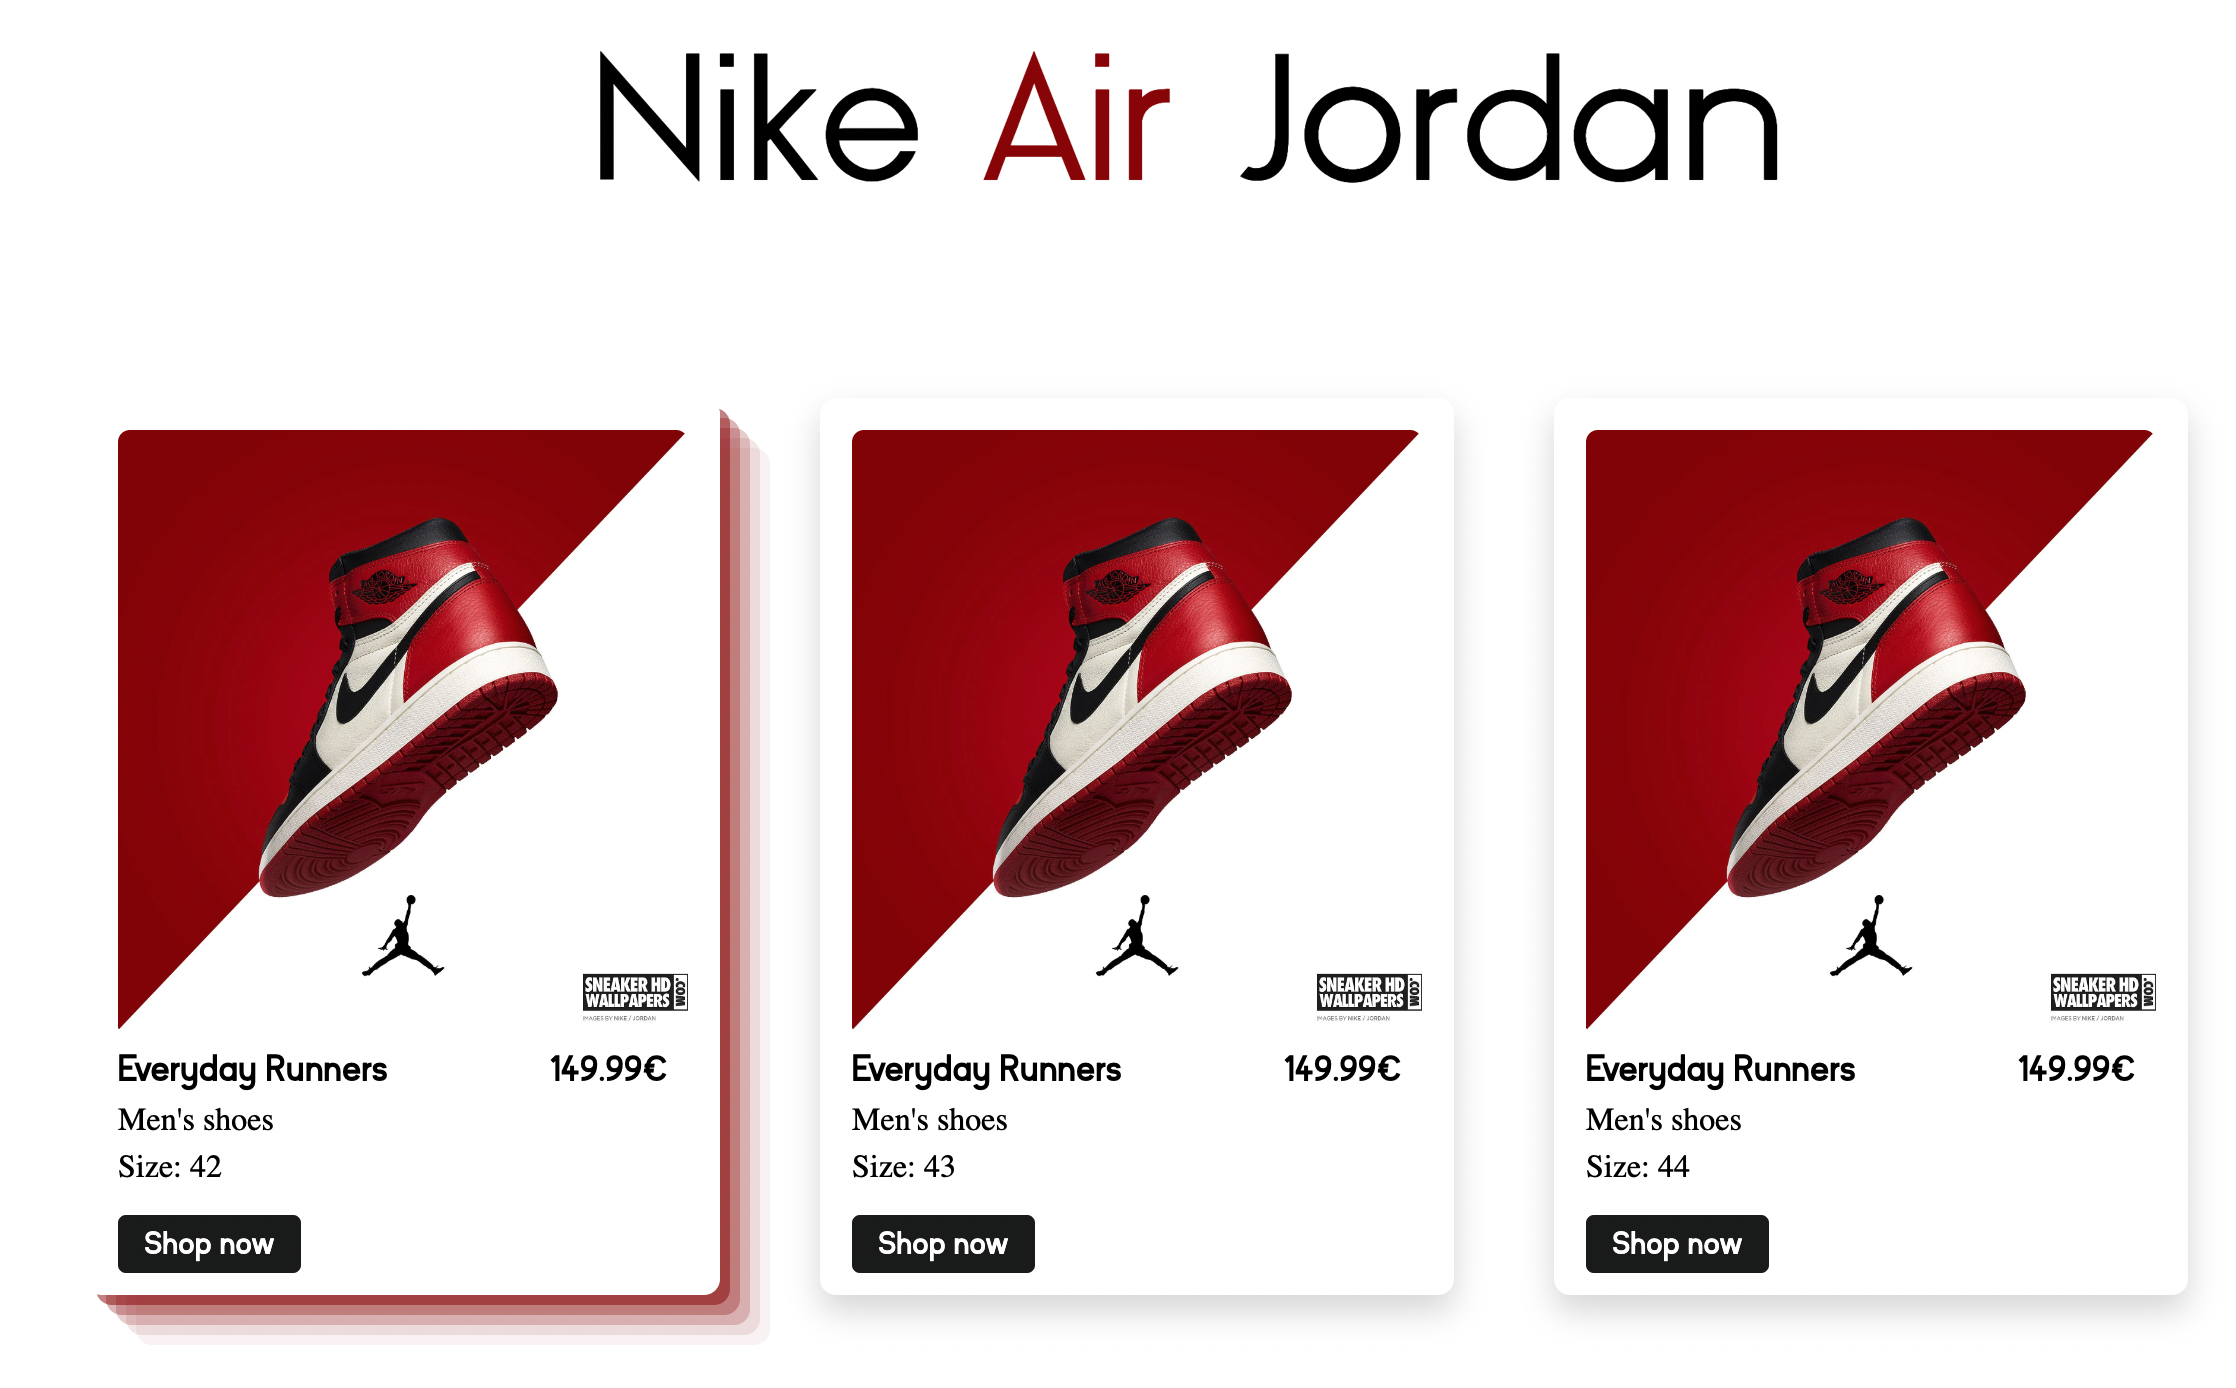 Nike Air Jordan
SNEAKER HD
WALLPAPERS
.COM
IMAGES BY NIKE / JORDAN
Everyday Runners 149.99€
Men's shoes
Size: 42
Shop now
SNEAKER HD
WALLPAPERS
.COM
IMAGES BY NIKE / JORDAN
Everyday Runners 149.99€
Men's shoes
Size: 43
Shop now
SNEAKER HD
WALLPAPERS
.COM
IMAGES BY NIKE / JORDAN
Everyday Runners 149.99€
Men's shoes
Size: 44
Shop now